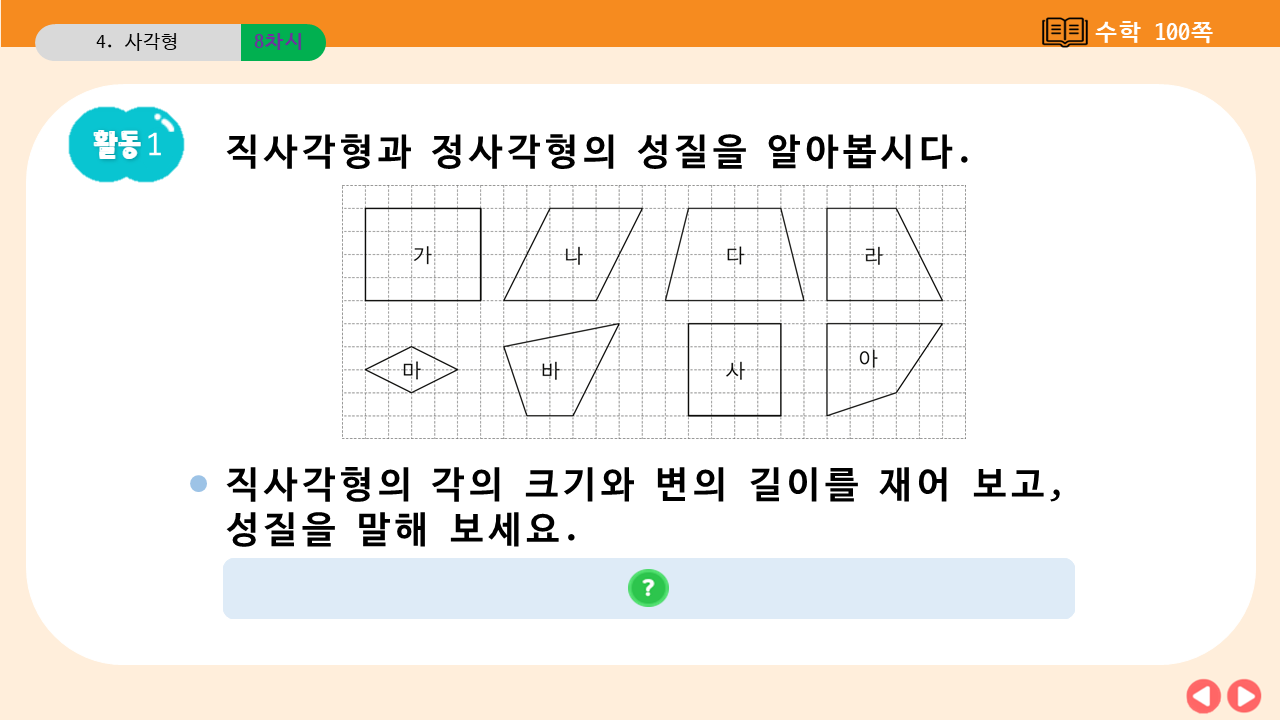 4. 사각형
8차시
수학 100쪽
활동 1
직사각형과 정사각형의 성질을 알아봅시다.
가
나
다
라
마
바
사
아
직사각형의 각의 크기와 변의 길이를 재어 보고,
성질을 말해 보세요.
?